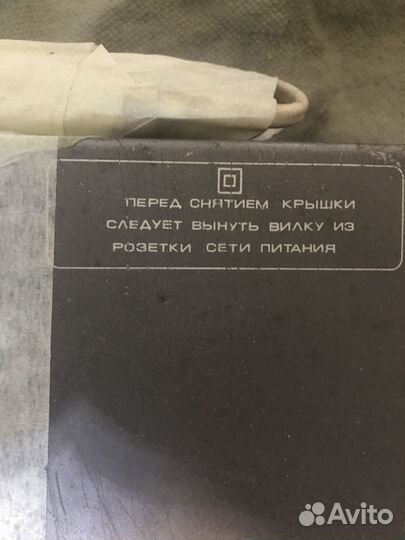 ПЕРЕД СНЯТИЕМ КРЫШКИ
СЛЕДУЕТ ВЫНУТЬ ВИЛКУ ИЗ
РОЗЕТКИ СЕТИ ПИТАНИЯ
Avito